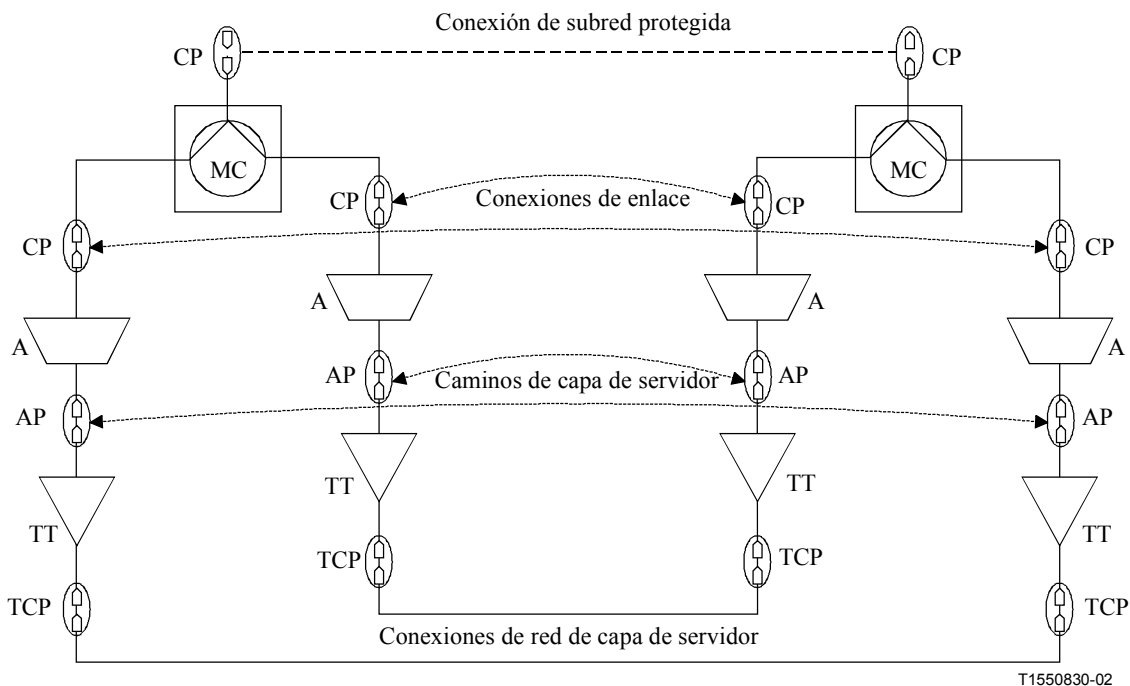 Conexión de subred protegida
CP
CP
MC
MC
CP
Conexiones de enlace
CP
CP
CP
A
A
A
A
AP
Caminos de capa de servidor
AP
AP
AP
TT
TT
TT
TT
TCP
TCP
TCP
TCP
Conexiones de red de capa de servidor
T1550830-02